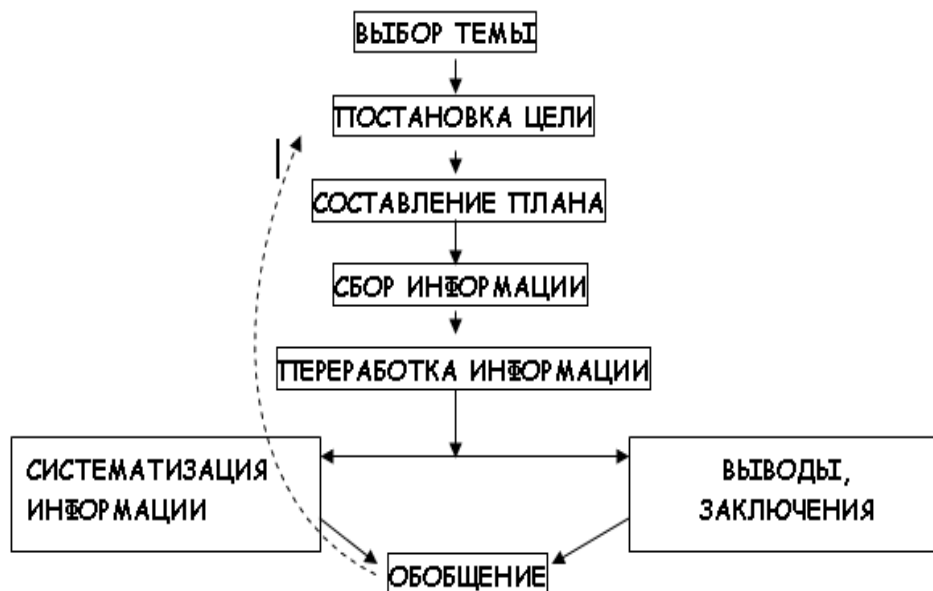 ВЫБОР ТЕМЫ
ПОСТАНОВКА ЦЕЛИ
СОСТАВЛЕНИЕ ПЛАНА
СБОР ИНФОРМАЦИИ
ПЕРЕРАБОТКА ИНФОРМАЦИИ
СИСТЕМАТИЗАЦИЯ
ИНФОРМАЦИИ
ВЫВОДЫ,
ЗАКЛЮЧЕНИЯ
ОБОБЩЕНИЕ